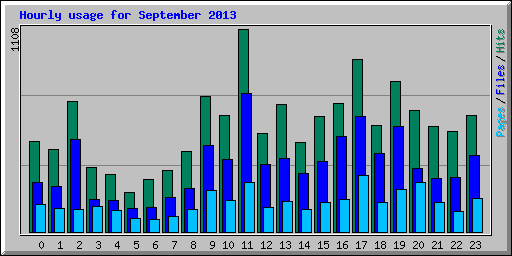 Hourly usage for September 2013
1108
Pages/Files/Hits
0 1 2 3 4 5 6 7 8 9 10 11 12 13 14 15 16 17 18 19 20 21 22 23